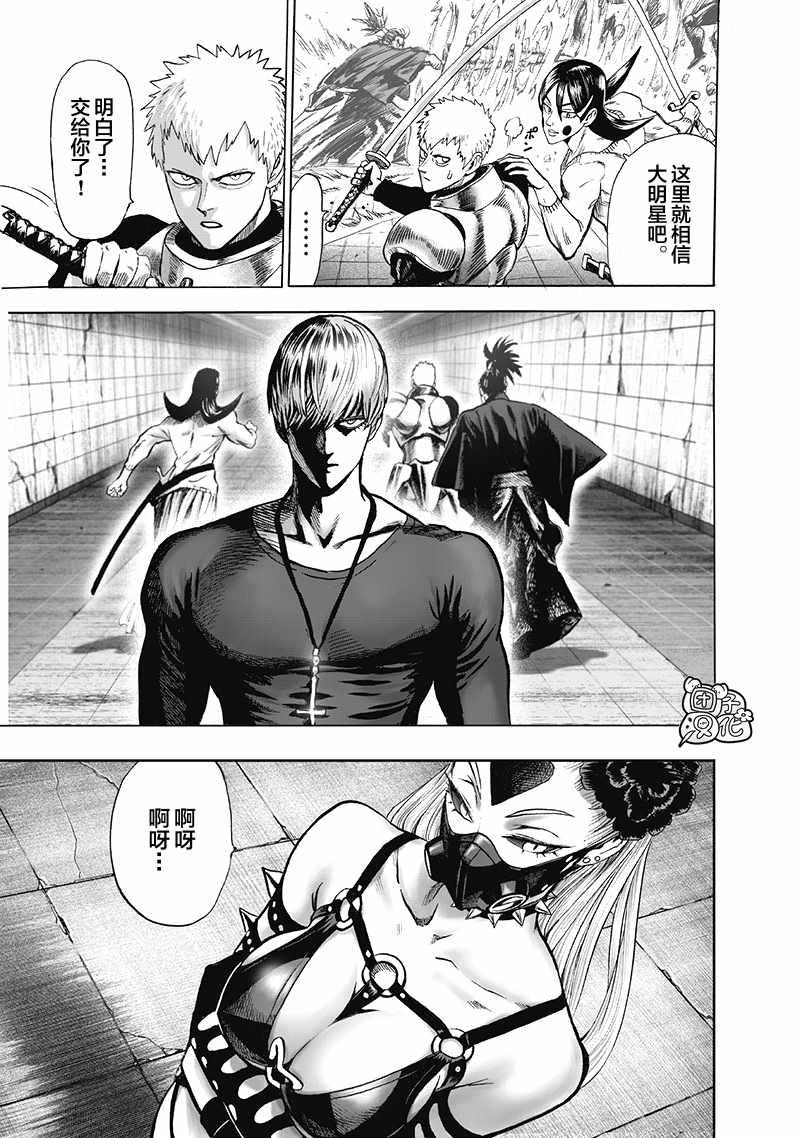 这里就相信
大明星吧。
ポン
……
明白了…
交给你了！
团子
汉化
啊呀
啊呀…